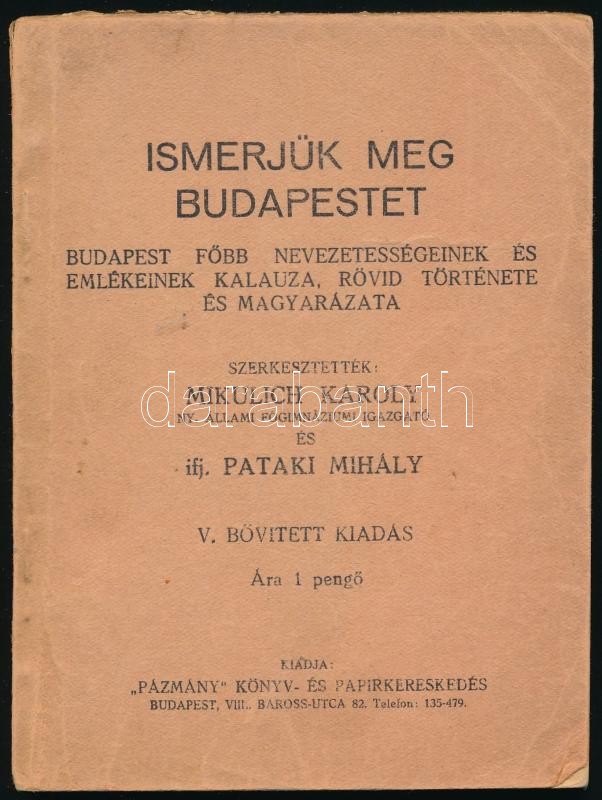 ISMERJÜK MEG
BUDAPESTET
BUDAPEST FŐBB NEVEZETESSÉGEINEK ÉS
EMLÉKEINEK KALAUZA, RÖVID TÖRTÉNETE
ÉS MAGYARÁZATA
SZERKESZTETTÉK:
MIKULICH KÁROLY
NY. ÁLLAMI FŐGIMNÁZIUMI IGAZGATÓ
darabanth
ÉS
ifj. PATAKI MIHÁLY
V. BŐVITETT KIADÁS
Ára 1 pengő
KIADJA:
„PÁZMÁNY“ KÖNYV- ÉS PAPIRKERESKEDÉS
BUDAPEST, VIII., BAROSS-UTCA 82. Telefon: 135-479.